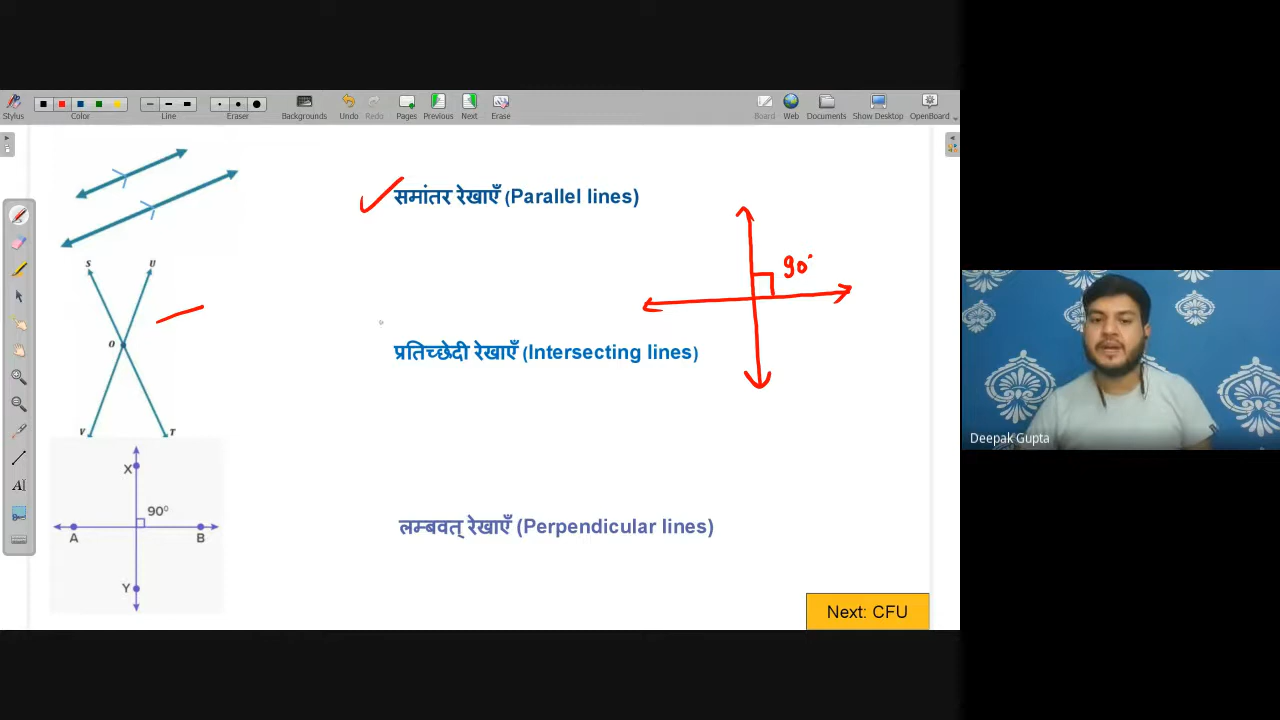 Stylus
Color
Line
Eraser
Backgrounds
Undo
Redo
Pages
Previous
Next
Erase
Board
Web
Documents
Show Desktop
OpenBoard
समांतर रेखाएँ (Parallel lines)
S
U
90°
O
प्रतिच्छेदी रेखाएँ (Intersecting lines)
V
T
Deepak Gupta
X
90°
A
B
लम्बवत् रेखाएँ (Perpendicular lines)
Y
Next: CFU